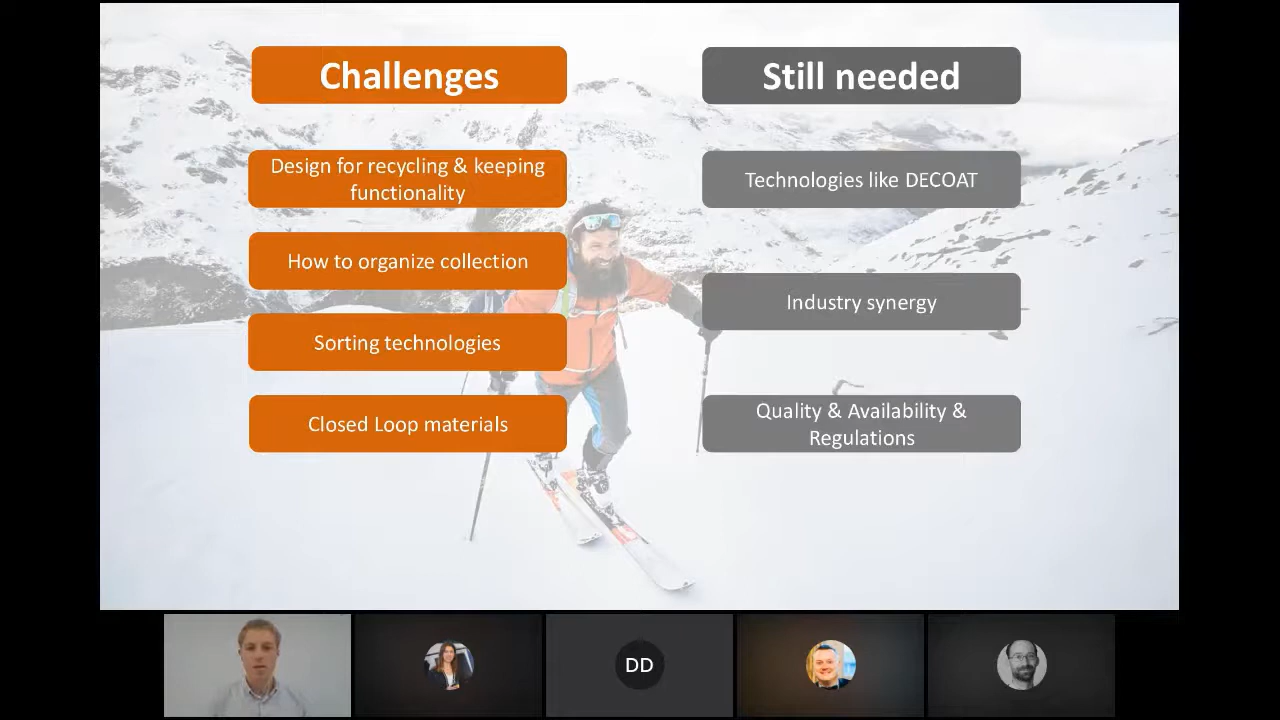 Challenges
Design for recycling & keeping
functionality
How to organize collection
Sorting technologies
Closed Loop materials
Still needed
Technologies like DECOAT
Industry synergy
Quality & Availability &
Regulations
DD